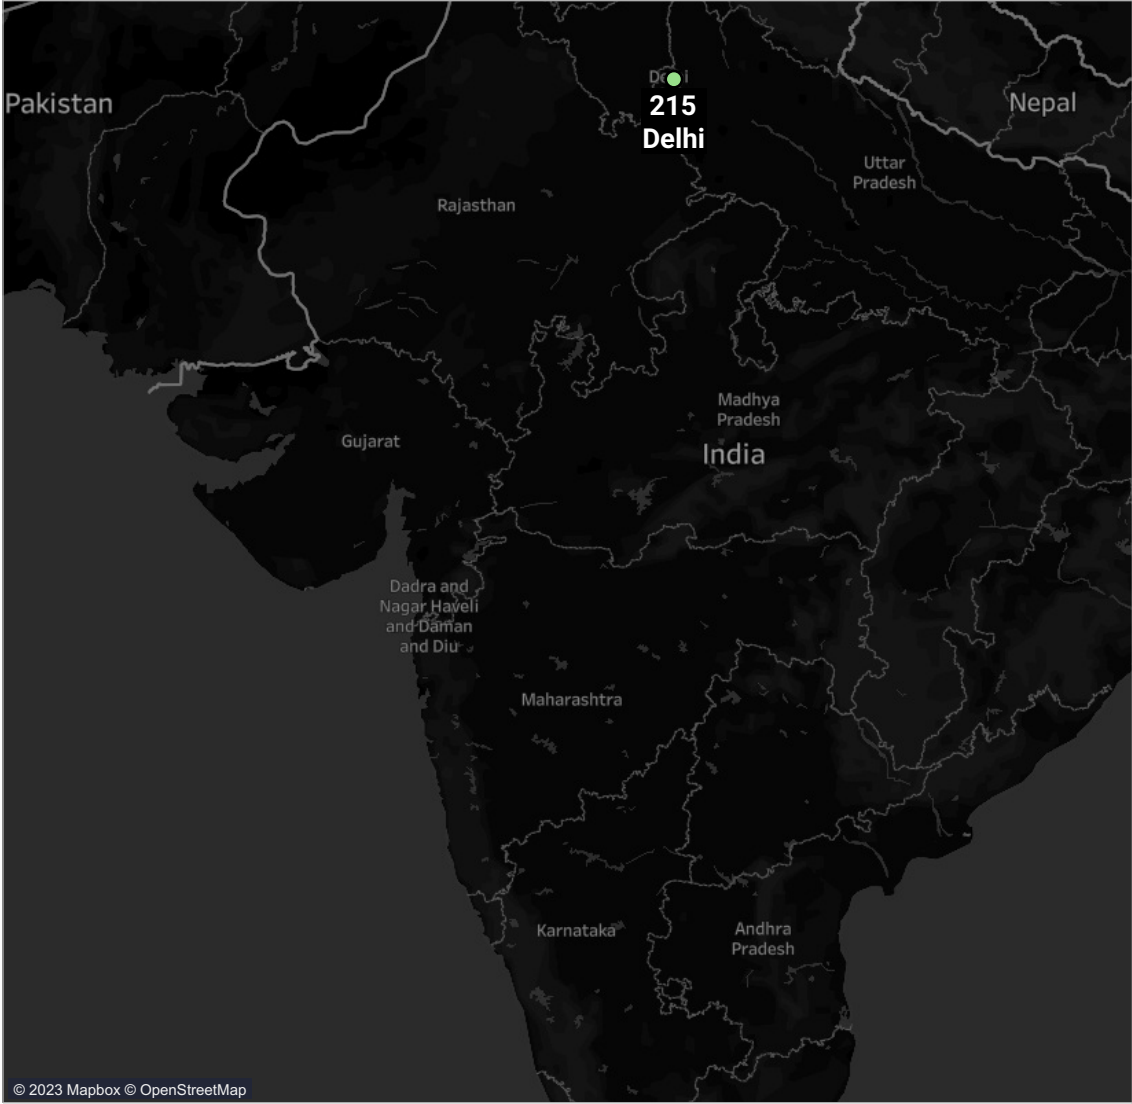 Pakistan
Delhi
215
Delhi
Nepal
Uttar
Pradesh
Rajasthan
Madhya
Pradesh
India
Gujarat
Dadra and
Nagar Haveli
and Daman
and Diu
Maharashtra
Karnataka
Andhra
Pradesh
© 2023 Mapbox © OpenStreetMap